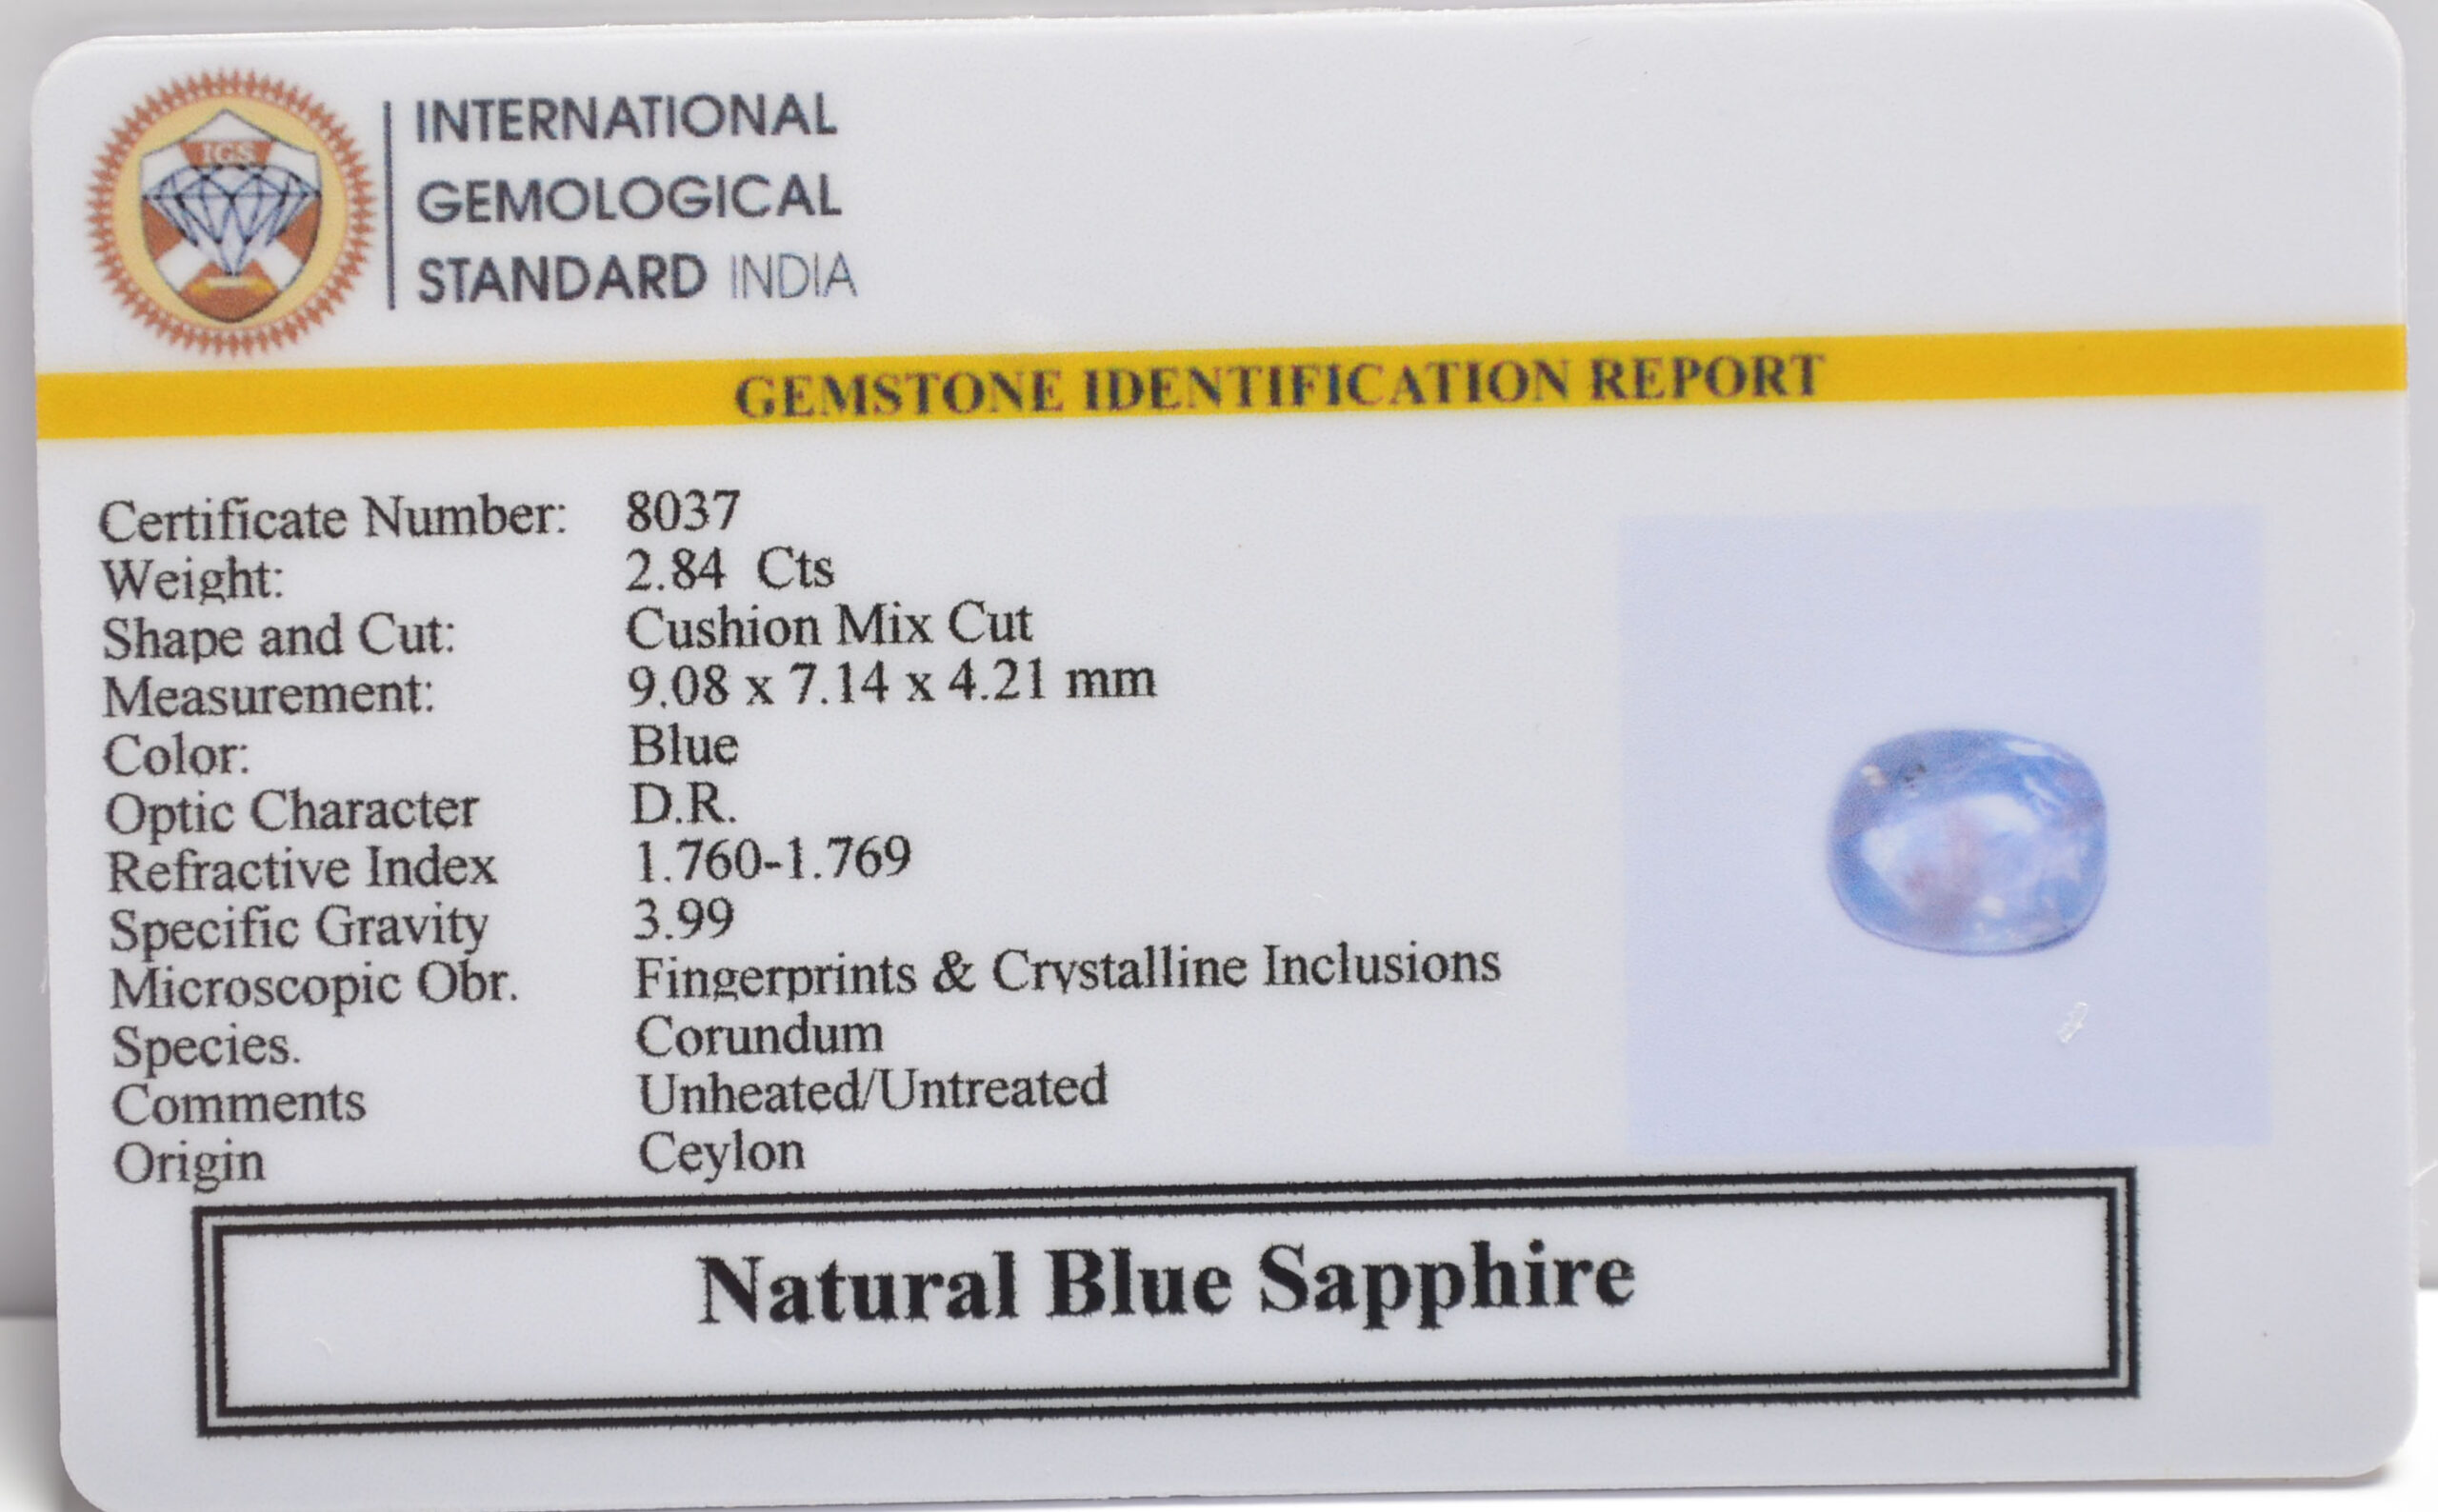 IGS
INTERNATIONAL
GEMOLOGICAL
STANDARD INDIA
GEMSTONE IDENTIFICATION REPORT
Certificate Number: 8037
Weight: 2.84 Cts
Shape and Cut: Cushion Mix Cut
Measurement: 9.08 x 7.14 x 4.21 mm
Color: Blue
Optic Character D.R.
Refractive Index 1.760-1.769
Specific Gravity 3.99
Microscopic Obr. Fingerprints & Crystalline Inclusions
Species. Corundum
Comments Unheated/Untreated
Origin Ceylon
Natural Blue Sapphire